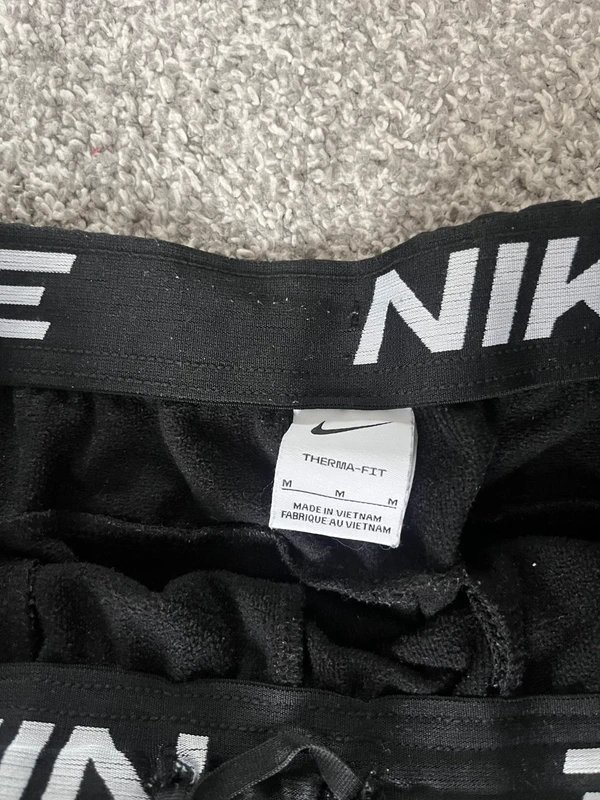 E NIK
THERMA-FIT
M M M
MADE IN VIETNAM
FABRIQUE AU VIETNAM